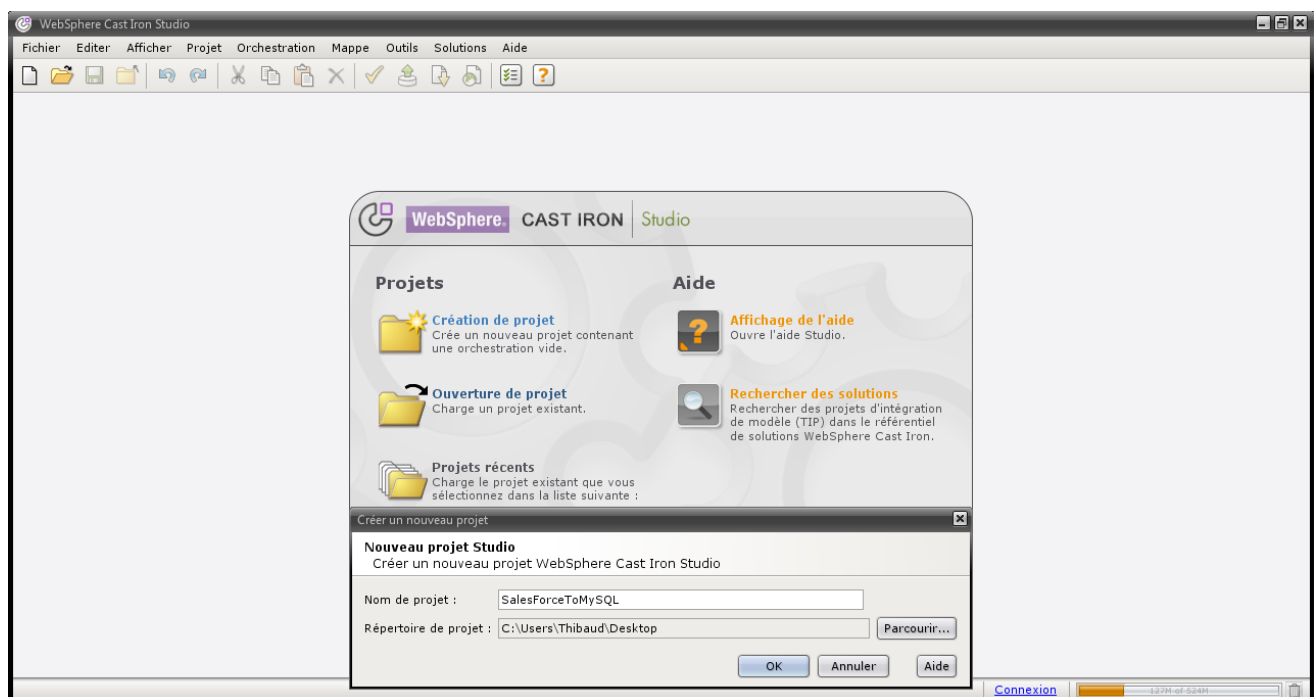 WebSphere Cast Iron Studio
Fichier Editer Afficher Projet Orchestration Mappe Outils Solutions Aide
WebSphere. CAST IRON Studio
Projets
Création de projet
Crée un nouveau projet contenant
une orchestration vide.
Ouverture de projet
Charge un projet existant.
Projets récents
Charge le projet existant que vous
sélectionnez dans la liste suivante :
Aide
Affichage de l'aide
Ouvre l'aide Studio.
Rechercher des solutions
Rechercher des projets d'intégration
de modèle (TIP) dans le référentiel
de solutions WebSphere Cast Iron.
Créer un nouveau projet
Nouveau projet Studio
Créer un nouveau projet WebSphere Cast Iron Studio
Nom de projet : SalesForceToMySQL
Répertoire de projet : C:\Users\Thibaud\Desktop Parcourir...
OK Annuler Aide
Connexion 127M of 524M